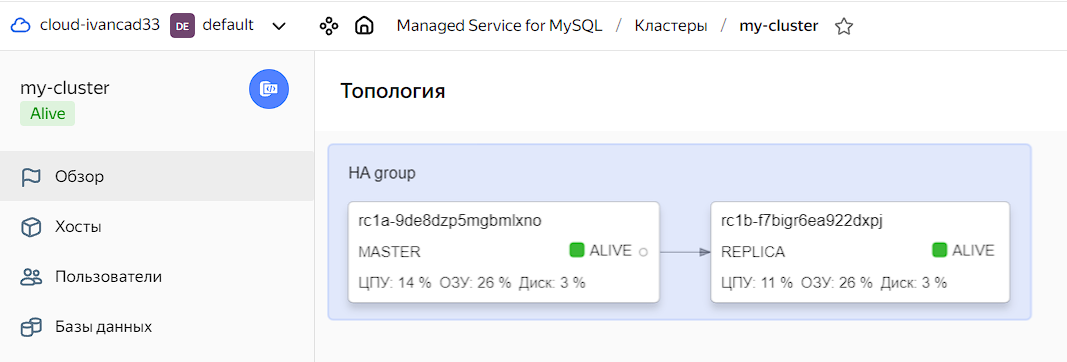 cloud-ivancad33 DE default Managed Service for MySQL / Кластеры / my-cluster
my-cluster
Alive
Обзор
Хосты
Пользователи
Базы данных
Топология
HA group
rc1a-9de8dzp5mgbmlxno
MASTER ALIVE
ЦПУ: 14 % ОЗУ: 26 % Диск: 3 %
rc1b-f7bigr6ea922dxpj
REPLICA ALIVE
ЦПУ: 11 % ОЗУ: 26 % Диск: 3 %